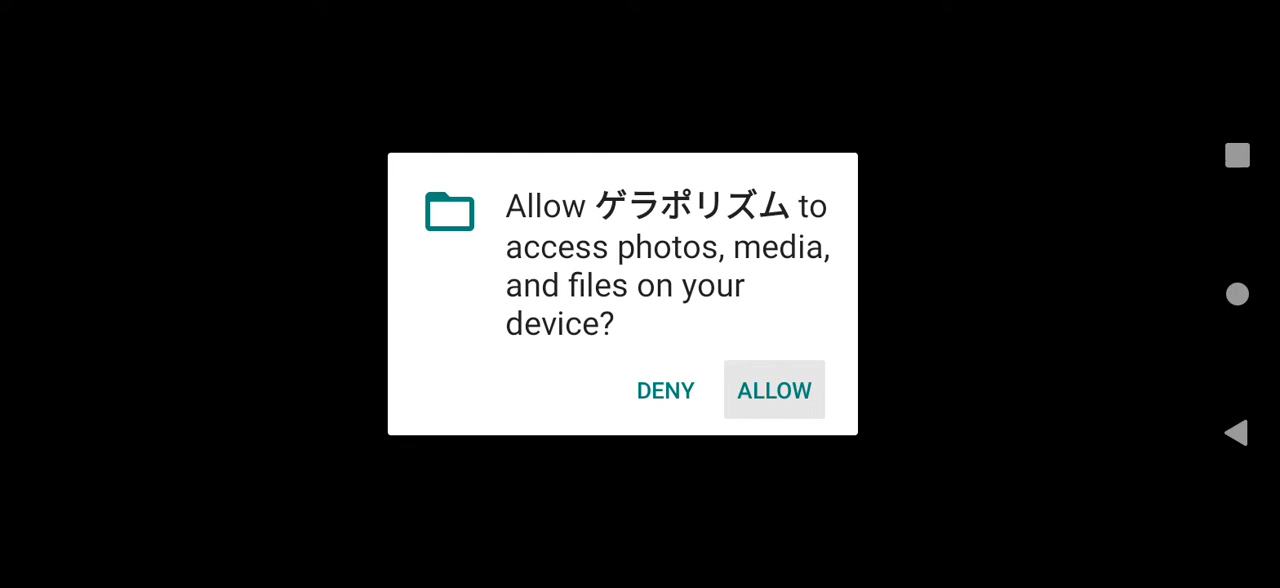 Allow ゲラポリズム to
access photos, media,
and files on your
device?
DENY ALLOW